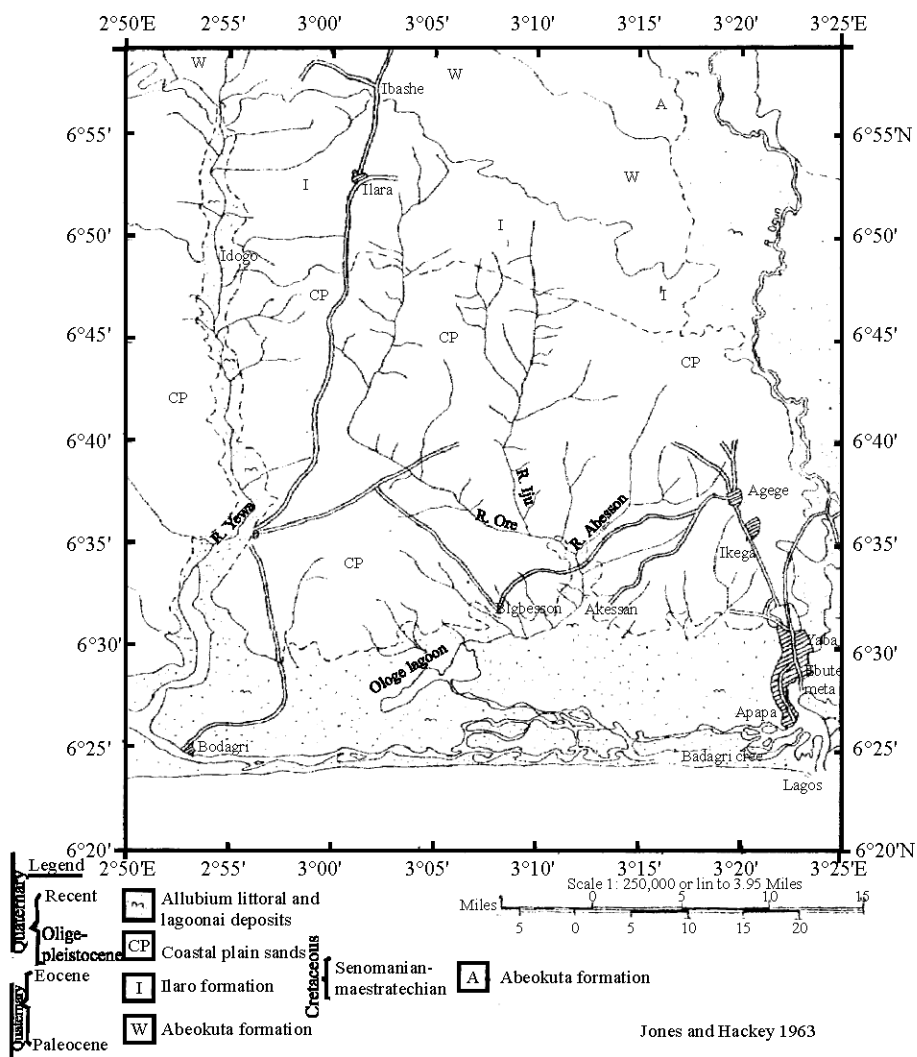 2°50'E 2°55' 3°00' 3°05' 3°10' 3°15' 3°20' 3°25'E
W
W
Ibashe
A
6°55' 6°55'N
I
Ilara
W
I
6°50' 6°50'
Idogo
CP
I
6°45' 6°45'
CP
CP
CP
6°40' 6°40'
R. Iju
Agege
R. Yewa
R. Ore
R. Abesson
6°35' 6°35'
Ikega
CP
BIgbesson Akessan
6°30' 6°30'
Yaba
Ologe lagoon
Ebute
meta
Apapa
Bodagri
6°25' 6°25'
Badagri cree
Lagos
6°20' 6°20'N
2°50'E 2°55' 3°00' 3°05' 3°10' 3°15' 3°20' 3°25'E
Legend
Quaternary
Recent
Allubium littoral and
lagoonai deposits
Olige-
pleistocene
CP Coastal plain sands
Quaternary
Eocene
I Ilaro formation
Paleocene
W Abeokuta formation
Cretaceous
Senomanian-
maestratechian
A Abeokuta formation
Scale 1: 250,000 or lin to 3.95 Miles
Miles 0 5 10 15
5 0 5 10 15 20
Jones and Hackey 1963